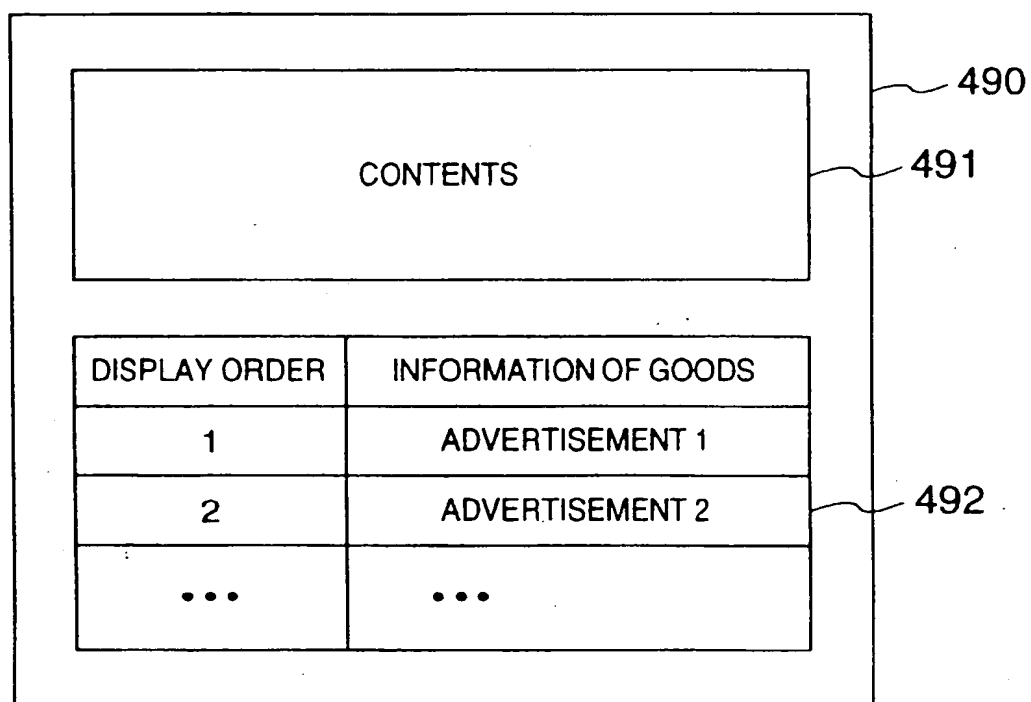 490
CONTENTS
491
DISPLAY ORDER INFORMATION OF GOODS
1 ADVERTISEMENT 1
2 ADVERTISEMENT 2
492
••• •••